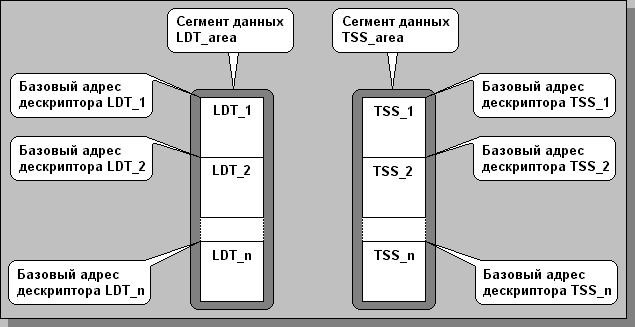 Сегмент данных
LDT_area
Сегмент данных
TSS_area
Базовый адрес
дескриптора LDT_1
LDT_1
TSS_1
Базовый адрес
дескриптора TSS_1
Базовый адрес
дескриптора LDT_2
LDT_2
TSS_2
Базовый адрес
дескриптора TSS_2
Базовый адрес
дескриптора LDT_n
LDT_n
TSS_n
Базовый адрес
дескриптора TSS_n